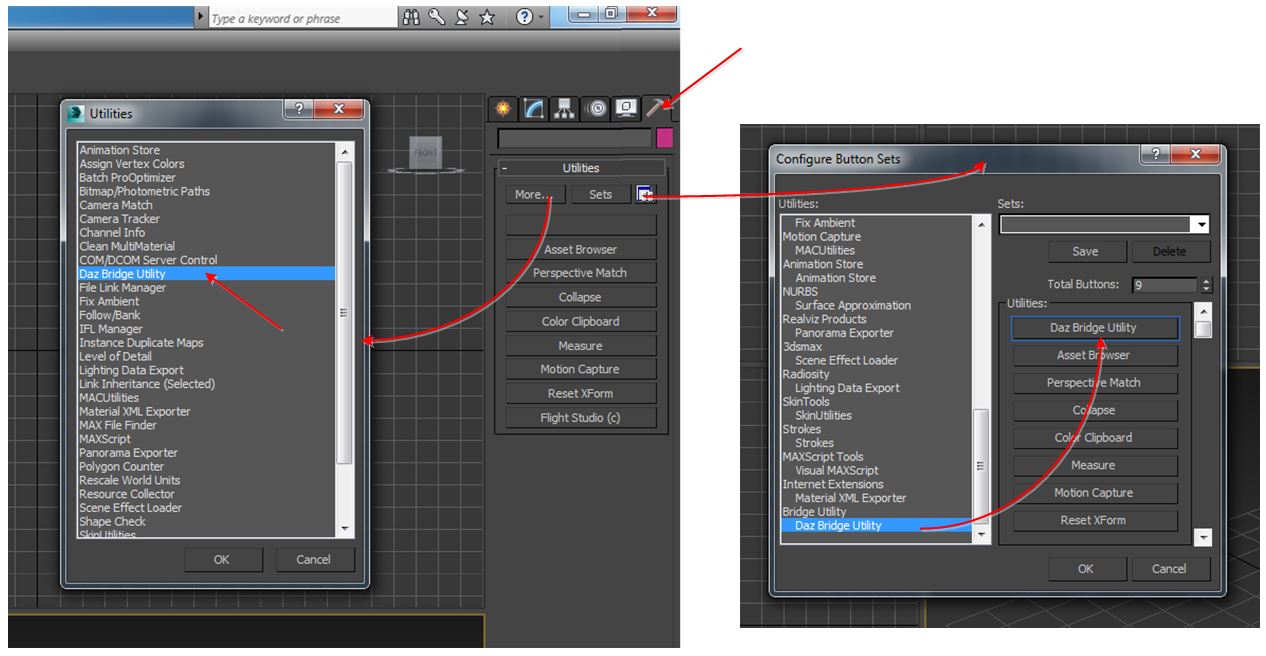 Type a keyword or phrase
Utilities
Animation Store
Assign Vertex Colors
Batch ProOptimizer
Bitmap/Photometric Paths
Camera Match
Camera Tracker
Channel Info
Clean MultiMaterial
COM/DCOM Server Control
Daz Bridge Utility
File Link Manager
Fix Ambient
Follow/Bank
IFL Manager
Instance Duplicate Maps
Level of Detail
Lighting Data Export
Link Inheritance (Selected)
MACUtilities
Material XML Exporter
MAX File Finder
MAXScript
Panorama Exporter
Polygon Counter
Rescale World Units
Resource Collector
Scene Effect Loader
Shape Check
SkinUtilities
OK
Cancel
FRONT
- Utilities
More...
Sets
Asset Browser
Perspective Match
Collapse
Color Clipboard
Measure
Motion Capture
Reset XForm
Flight Studio (c)
Configure Button Sets
Utilities:
Fix Ambient
Motion Capture
MACUtilities
Animation Store
Animation Store
NURBS
Surface Approximation
Realviz Products
Panorama Exporter
3dsmax
Scene Effect Loader
Radiosity
Lighting Data Export
SkinTools
SkinUtilities
Strokes
Strokes
MAXScript Tools
Visual MAXScript
Internet Extensions
Material XML Exporter
Bridge Utility
Daz Bridge Utility
Sets:
Save
Delete
Total Buttons: 9
Utilities:
Daz Bridge Utility
Asset Browser
Perspective Match
Collapse
Color Clipboard
Measure
Motion Capture
Reset XForm
OK
Cancel